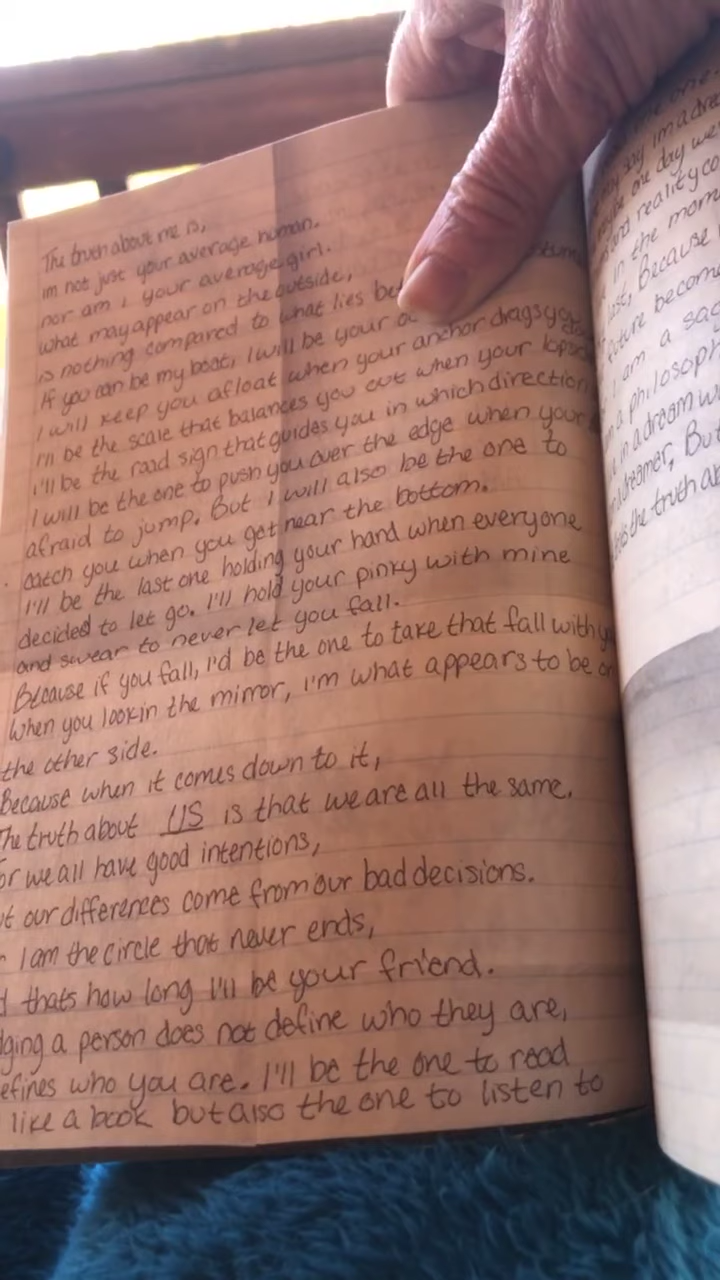 The truth about me is,
im not just your average human.
nor am i your average girl.
what may appear on the outside,
is nothing compared to what lies
If you can be my boat, I will be your
I will keep you afloat when your anchor drags
I'll be the scale that balances you out when your
I'll be the road sign that guides you in which direction
I will be the one to push you over the edge when your
afraid to jump. But I will also be the one to
catch you when you get near the bottom.
I'll be the last one holding your hand when everyone
decided to let go. I'll hold your pinky with mine
and swear to never let you fall.
Because if you fall, I'd be the one to take that fall with
When you look in the mirror, I'm what appears to be
the other side.
Because when it comes down to it,
The truth about US is that we are all the same.
for we all have good intentions,
our differences come from our bad decisions.
I am the circle that never ends,
thats how long I'll be your friend.
a person does not define who they are,
who you are. I'll be the one to read
like a book but also the one to listen to
say im a dre
one day we
and reality
in the
last, Because
future become
I am a
a philosoph
in a dream
dreamer, But
the truth